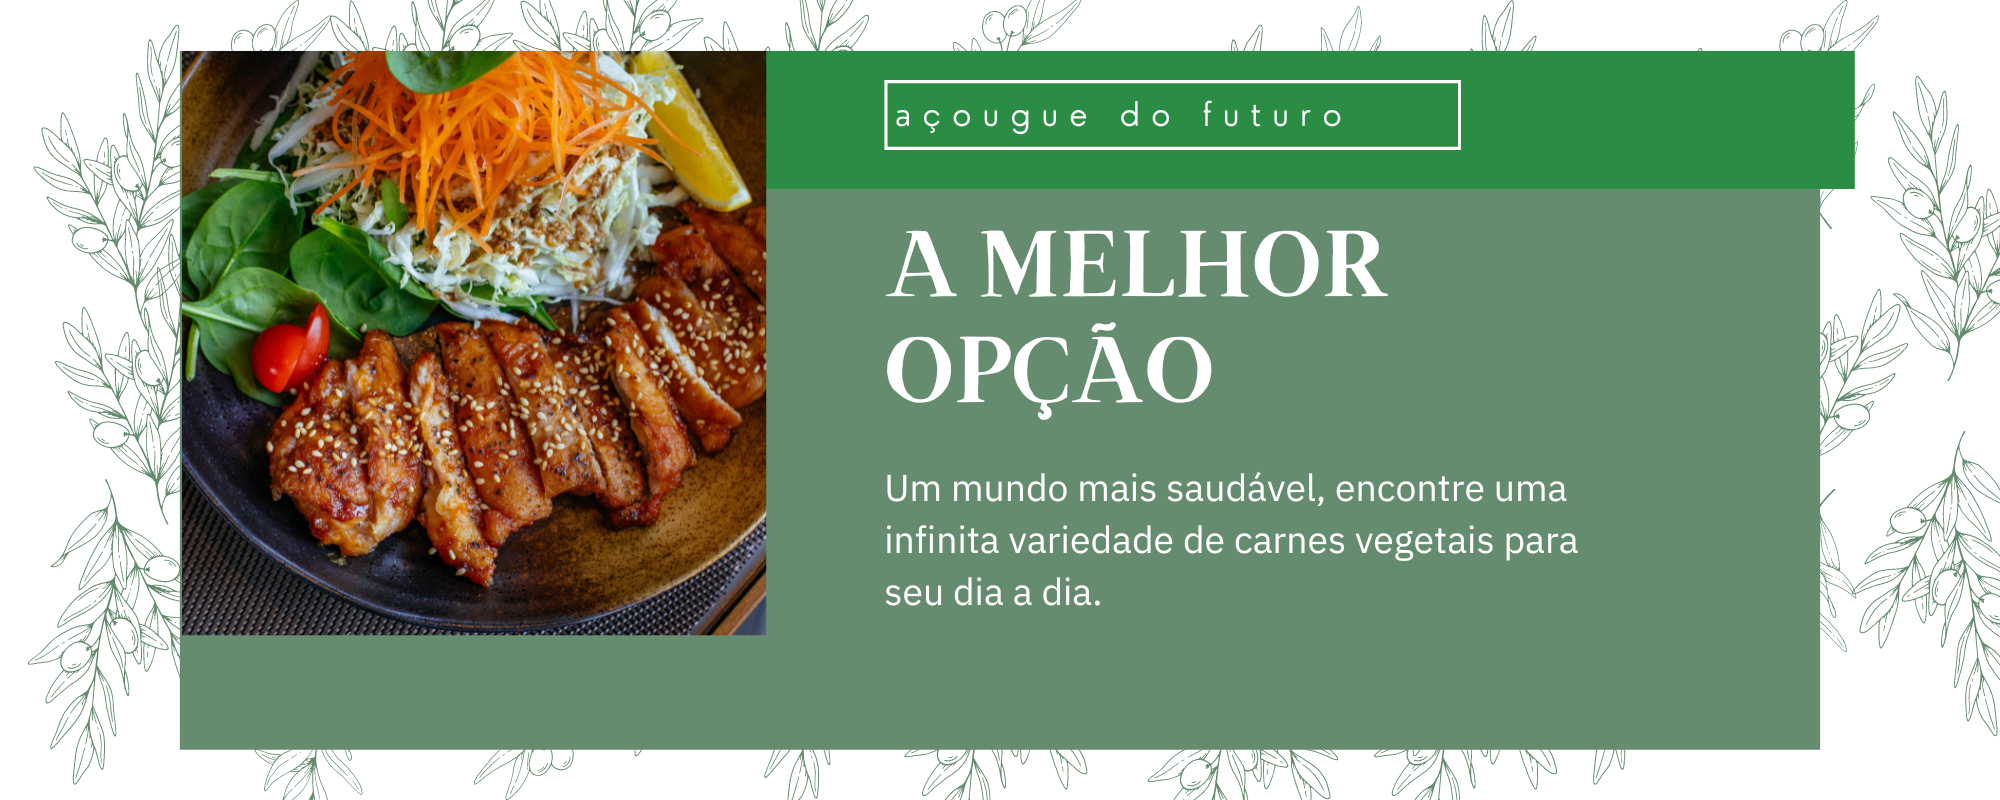 açougue do futuro
A MELHOR
OPÇÃO
Um mundo mais saudável, encontre uma
infinita variedade de carnes vegetais para
seu dia a dia.